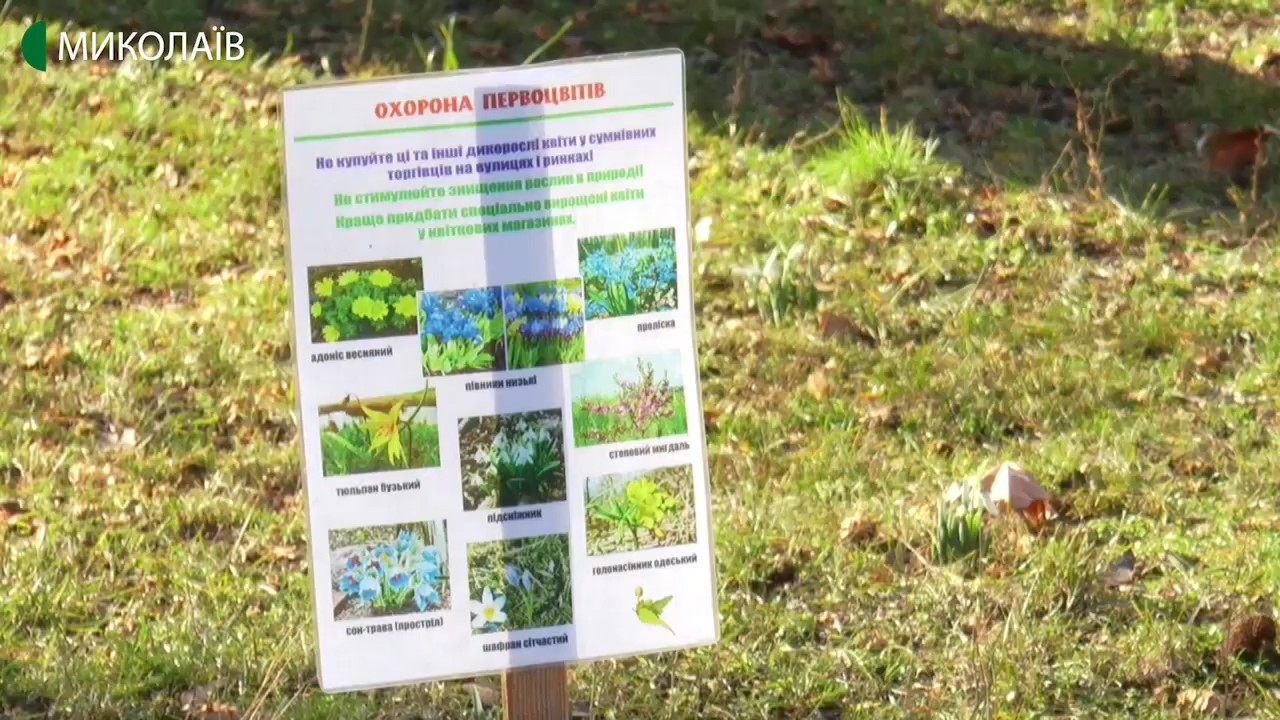 МИКОЛАЇВ
ОХОРОНА ПЕРВОЦВІТІВ
Не купуйте ці та інші дикорослі квіти у сумнівних
торгівців на вулицях і ринках!
Не стимулюйте знищення рослин в природі!
Краще придбати спеціально вирощені квіти
у квіткових магазинах.
адоніс весняний
півники низькі
проліска
тюльпан бузький
підсніжник
степовий мигдаль
сон-трава (простріл)
шафран сітчастий
голонасінник одеський